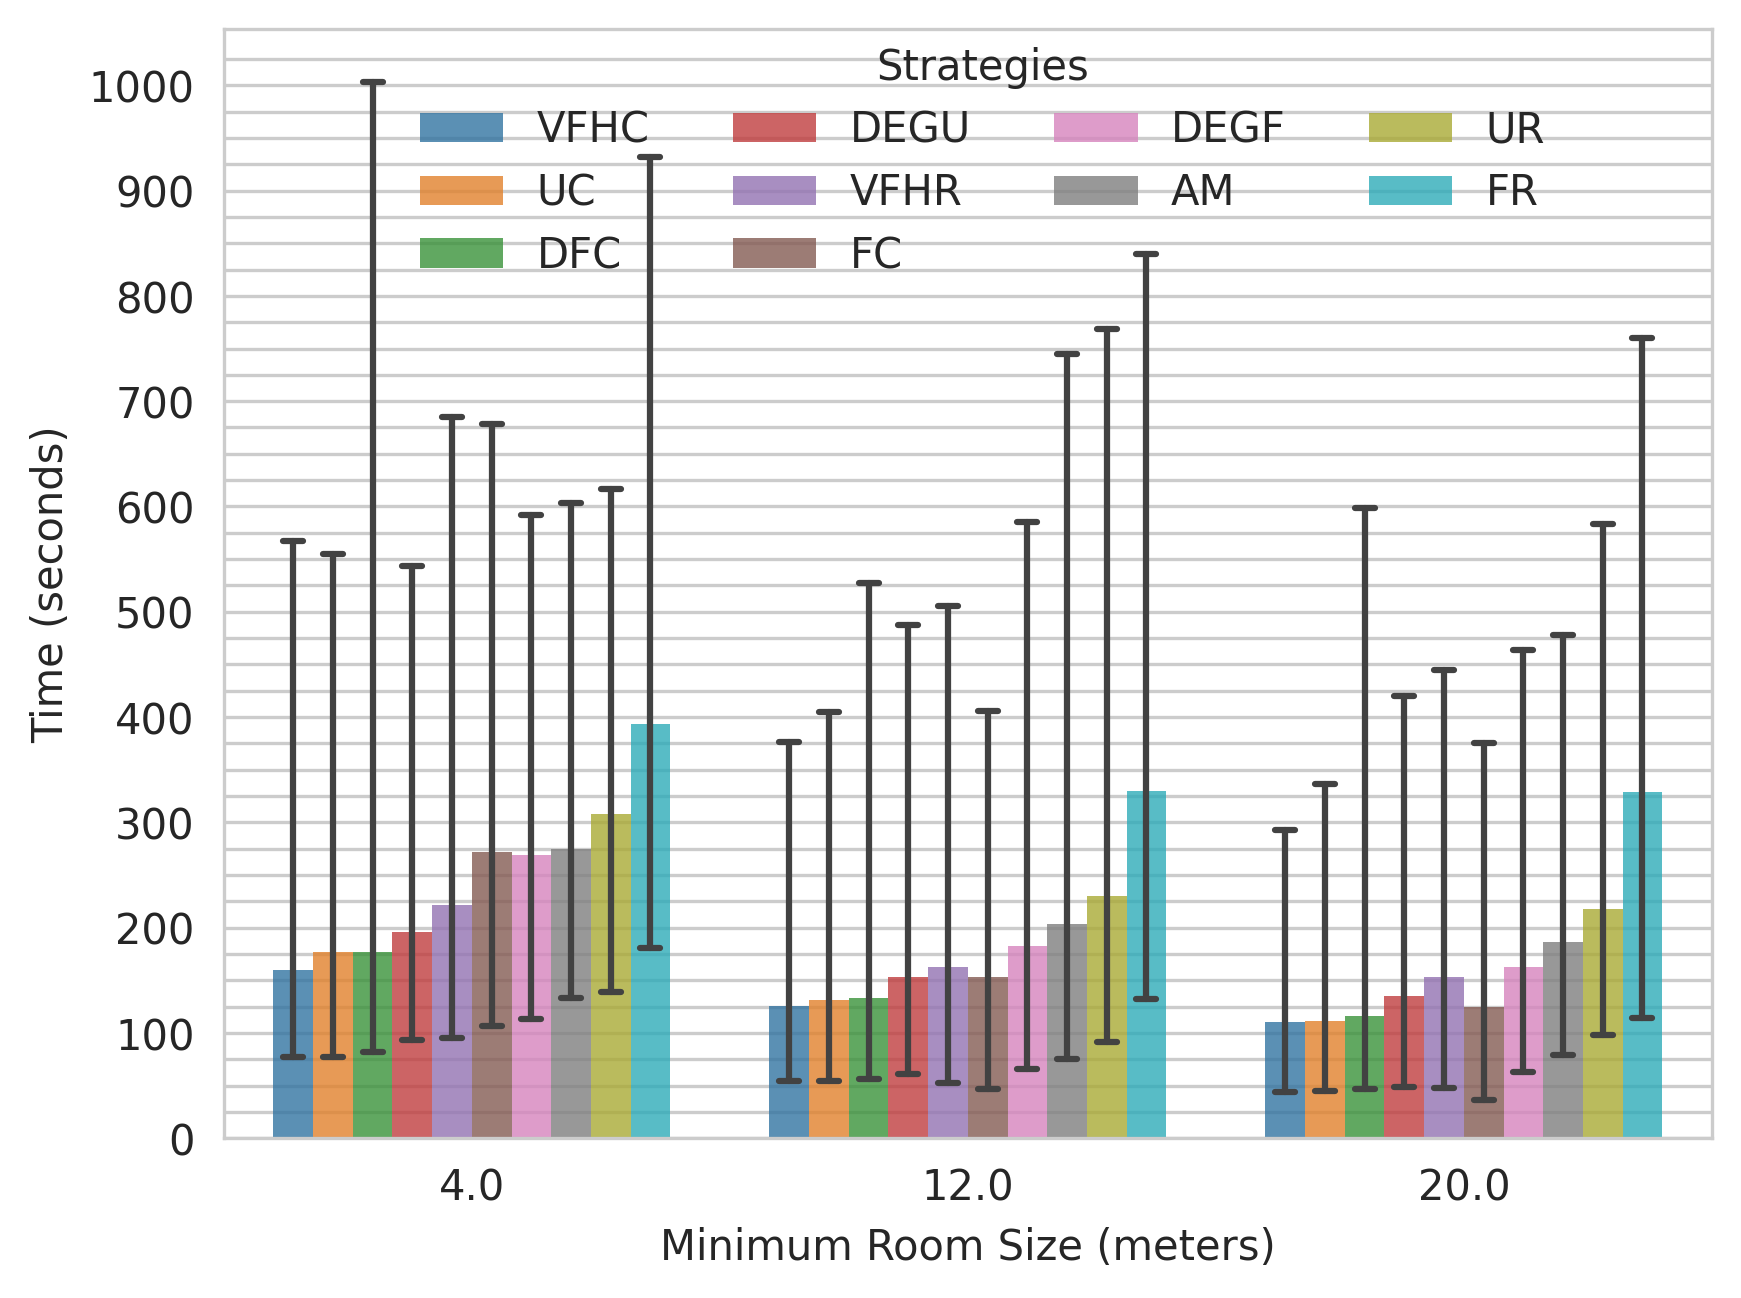 Strategies
VFHC DEGU DEGF UR
UC VFHR AM FR
DFC FC
1000
900
800
700
600
500
400
300
200
100
0
Time (seconds)
4.0 12.0 20.0
Minimum Room Size (meters)